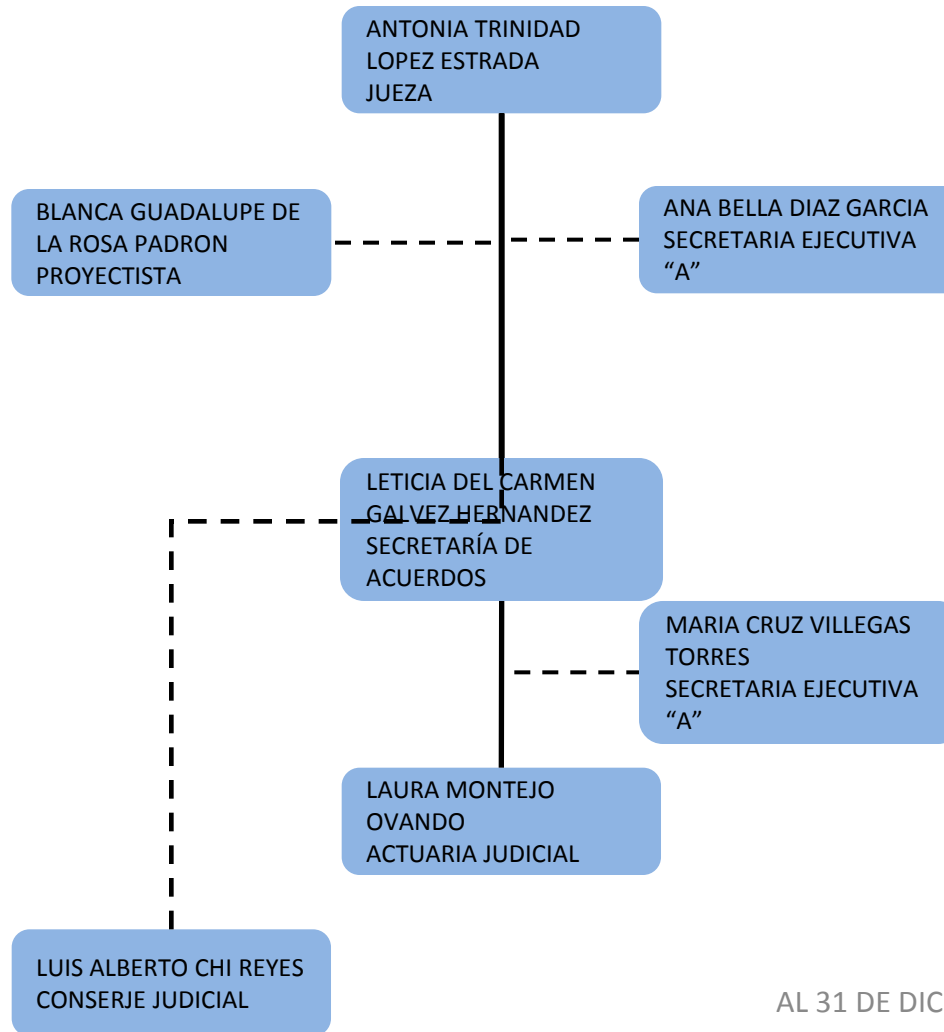 ANTONIA TRINIDAD
LOPEZ ESTRADA
JUEZA
BLANCA GUADALUPE DE
LA ROSA PADRON
PROYECTISTA
ANA BELLA DIAZ GARCIA
SECRETARIA EJECUTIVA
“A”
LETICIA DEL CARMEN
GALVEZ HERNANDEZ
SECRETARÍA DE
ACUERDOS
MARIA CRUZ VILLEGAS
TORRES
SECRETARIA EJECUTIVA
“A”
LAURA MONTEJO
OVANDO
ACTUARIA JUDICIAL
LUIS ALBERTO CHI REYES
CONSERJE JUDICIAL
AL 31 DE DIC